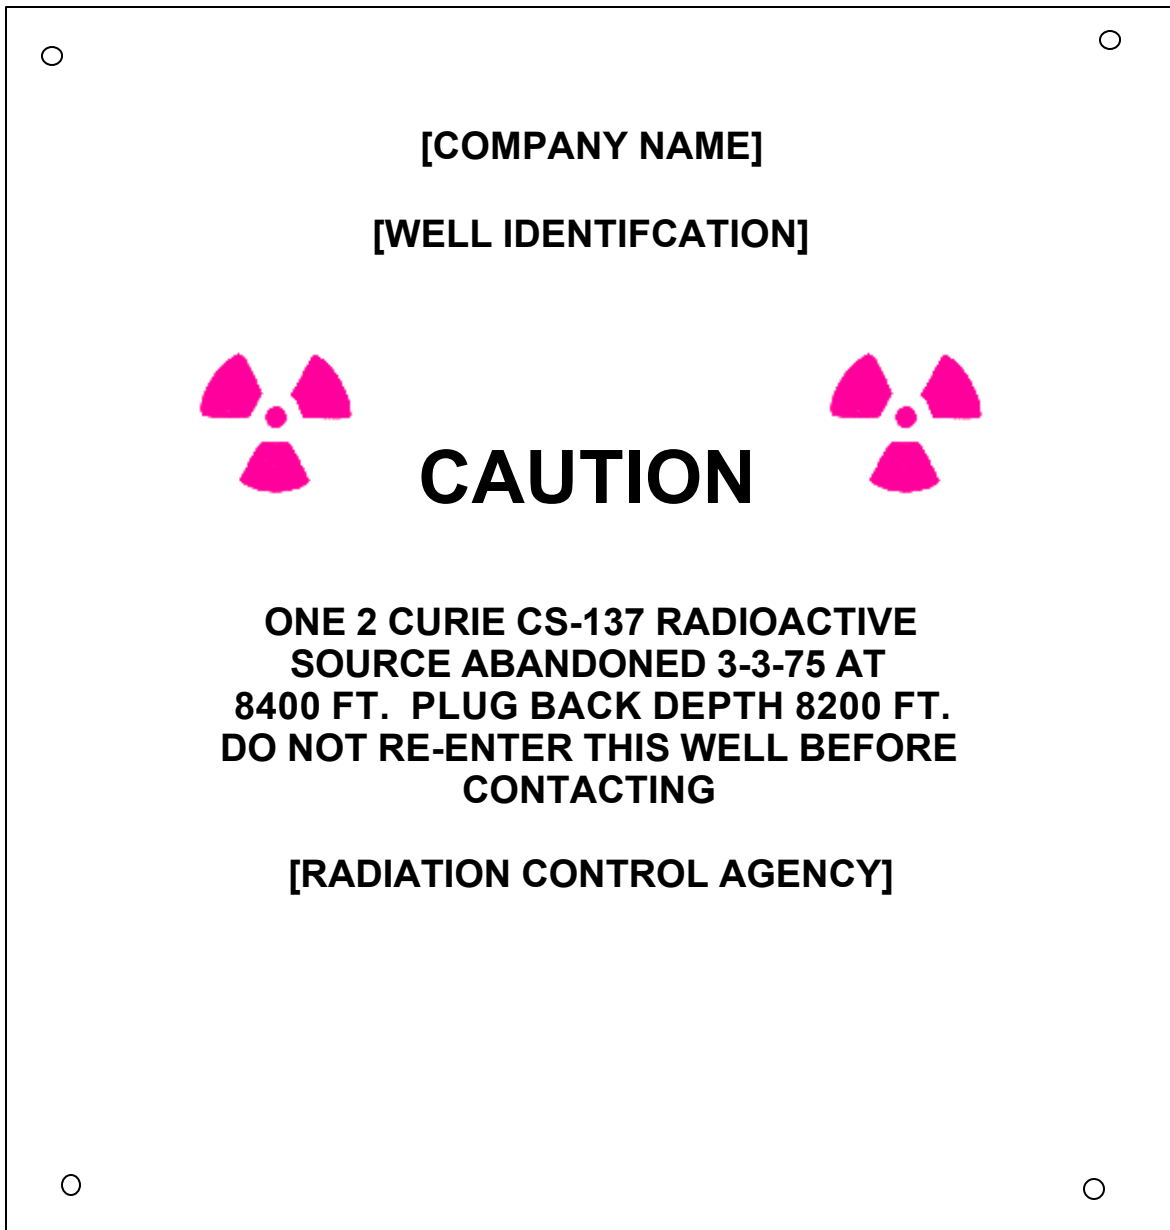 [COMPANY NAME]
[WELL IDENTIFCATION]
CAUTION
ONE 2 CURIE CS-137 RADIOACTIVE
SOURCE ABANDONED 3-3-75 AT
8400 FT.  PLUG BACK DEPTH 8200 FT.
DO NOT RE-ENTER THIS WELL BEFORE
CONTACTING
[RADIATION CONTROL AGENCY]